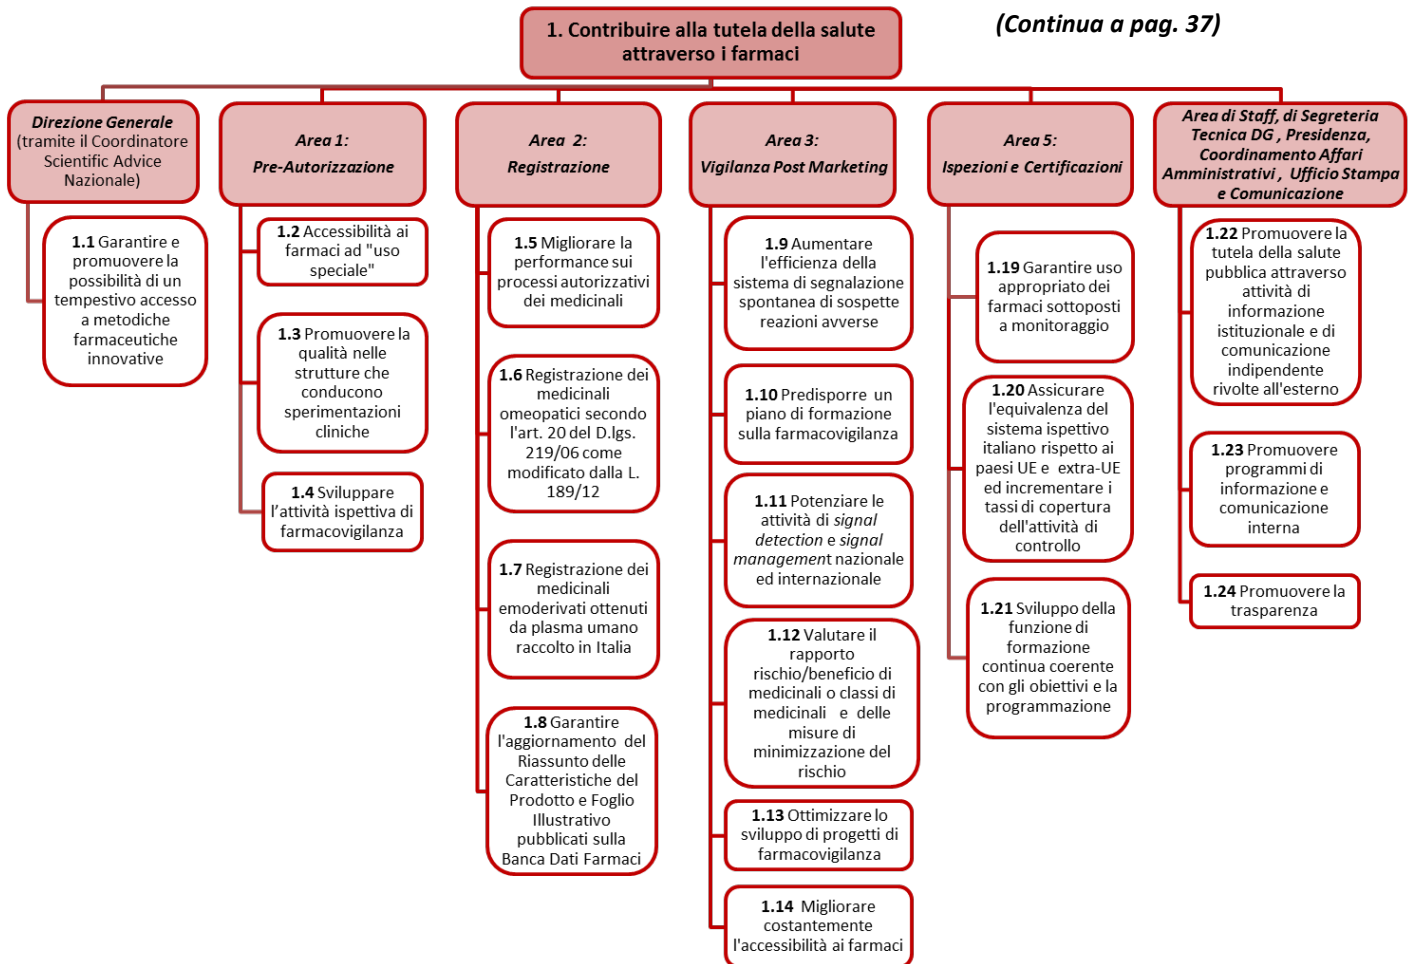 1. Contribuire alla tutela della salute
attraverso i farmaci
(Continua a pag. 37)
Direzione Generale
(tramite il Coordinatore
Scientific Advice
Nazionale)
1.1 Garantire e
promuovere la
possibilità di un
tempestivo accesso
a metodiche
farmaceutiche
innovative
Area 1:
Pre-Autorizzazione
1.2 Accessibilità ai
farmaci ad "uso
speciale"
1.3 Promuovere la
qualità nelle
strutture che
conducono
sperimentazioni
cliniche
1.4 Sviluppare
l’attività ispettiva di
farmacovigilanza
Area 2:
Registrazione
1.5 Migliorare la
performance sui
processi autorizzativi
dei medicinali
1.6 Registrazione dei
medicinali
omeopatici secondo
l'art. 20 del D.lgs.
219/06 come
modificato dalla L.
189/12
1.7 Registrazione dei
medicinali
emoderivati ottenuti
da plasma umano
raccolto in Italia
1.8 Garantire
l'aggiornamento del
Riassunto delle
Caratteristiche del
Prodotto e Foglio
Illustrativo
pubblicati sulla
Banca Dati Farmaci
Area 3:
Vigilanza Post Marketing
1.9 Aumentare
l'efficienza della
sistema di segnalazione
spontanea di sospette
reazioni avverse
1.10 Predisporre un
piano di formazione
sulla farmacovigilanza
1.11 Potenziare le
attività di signal
detection e signal
management nazionale
ed internazionale
1.12 Valutare il
rapporto
rischio/beneficio di
medicinali o classi di
medicinali e delle
misure di
minimizzazione del
rischio
1.13 Ottimizzare lo
sviluppo di progetti di
farmacovigilanza
1.14 Migliorare
costantemente
l'accessibilità ai farmaci
Area 5:
Ispezioni e Certificazioni
1.19 Garantire uso
appropriato dei
farmaci sottoposti
a monitoraggio
1.20 Assicurare
l'equivalenza del
sistema ispettivo
italiano rispetto ai
paesi UE e extra-UE
ed incrementare i
tassi di copertura
dell'attività di
controllo
1.21 Sviluppo della
funzione di
formazione
continua coerente
con gli obiettivi e la
programmazione
Area di Staff, di Segreteria
Tecnica DG , Presidenza,
Coordinamento Affari
Amministrativi , Ufficio Stampa
e Comunicazione
1.22 Promuovere la
tutela della salute
pubblica attraverso
attività di
informazione
istituzionale e di
comunicazione
indipendente
rivolte all'esterno
1.23 Promuovere
programmi di
informazione e
comunicazione
interna
1.24 Promuovere la
trasparenza